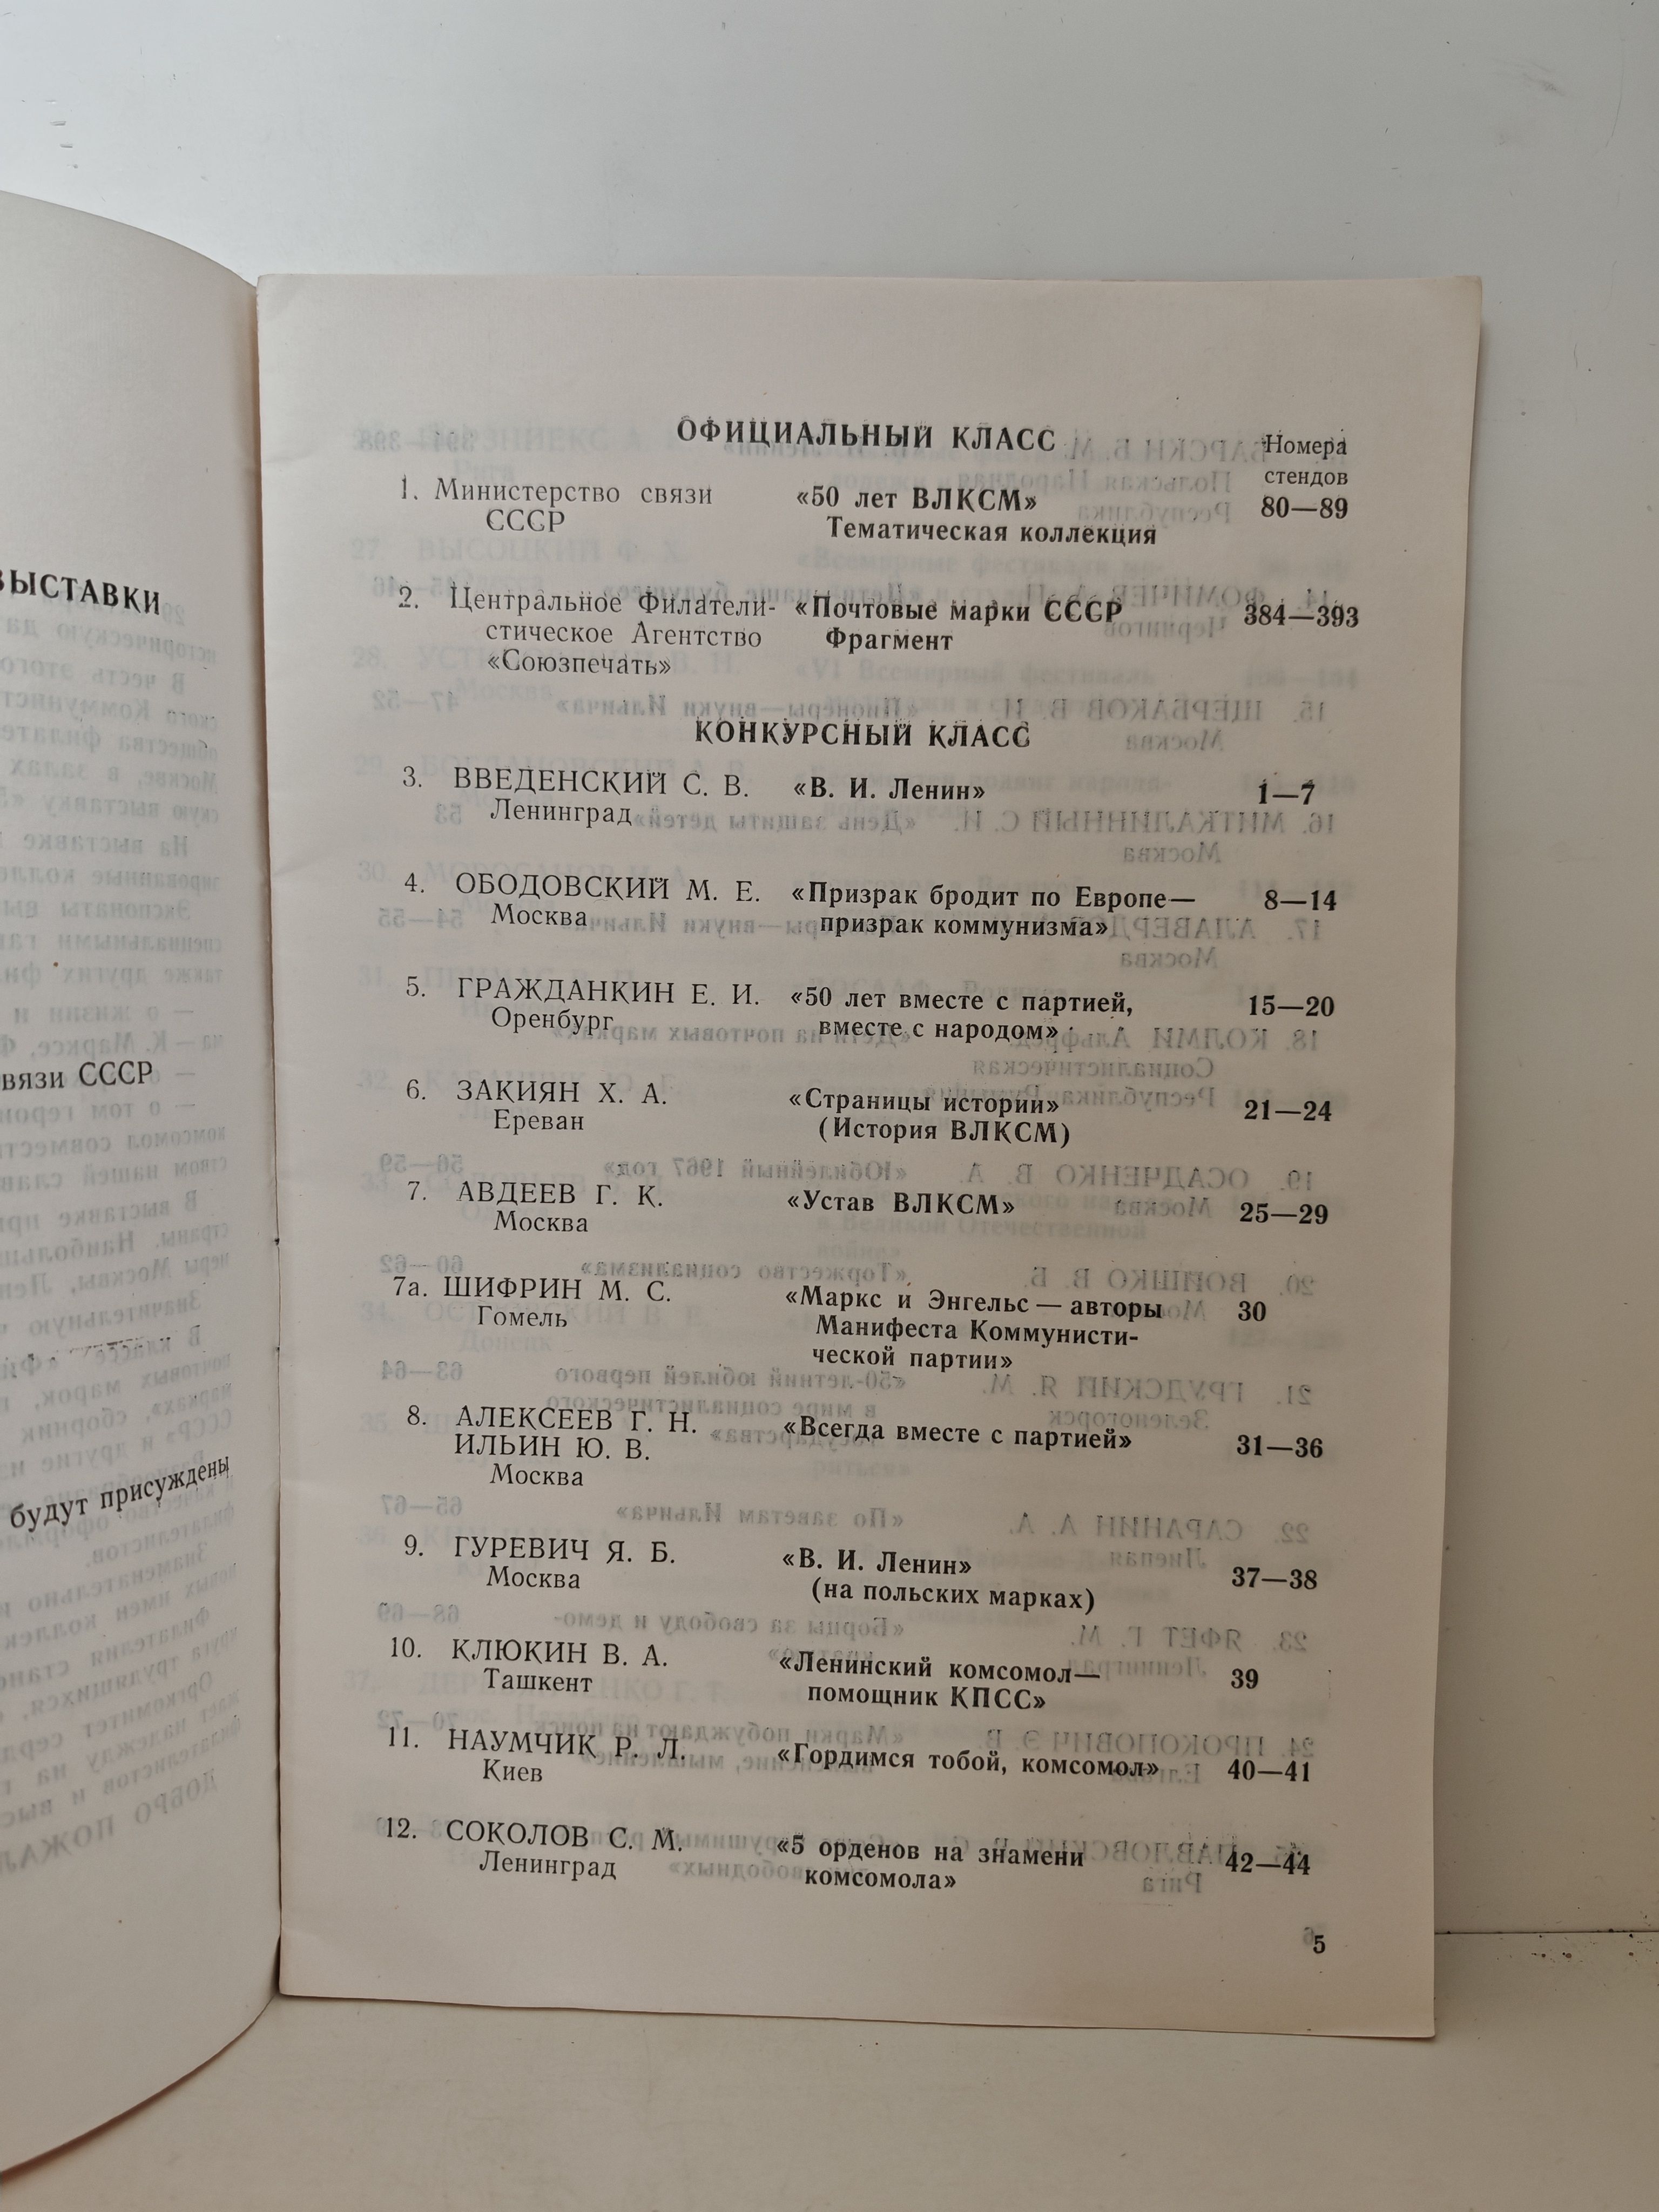 ВЫСТАВКИ
связи СССР
будут присуждены
ОФИЦИАЛЬНЫЙ КЛАСС
Номера
стендов
1. Министерство связи «50 лет ВЛКСМ» 80—89
СССР Тематическая коллекция
2. Центральное Филатели- «Почтовые марки СССР 384—393
стическое Агентство Фрагмент
«Союзпечать»
КОНКУРСНЫЙ КЛАСС
3. ВВЕДЕНСКИЙ С. В. «В. И. Ленин» 1—7
Ленинград
4. ОБОДОВСКИЙ М. Е. «Призрак бродит по Европе— 8—14
Москва призрак коммунизма»
5. ГРАЖДАНКИН Е. И. «50 лет вместе с партией, 15—20
Оренбург вместе с народом»
6. ЗАКИЯН Х. А. «Страницы истории» 21—24
Ереван (История ВЛКСМ)
7. АВДЕЕВ Г. К. «Устав ВЛКСМ» 25—29
Москва
7а. ШИФРИН М. С. «Маркс и Энгельс — авторы 30
Гомель Манифеста Коммунисти-
ческой партии»
8. АЛЕКСЕЕВ Г. Н. «Всегда вместе с партией» 31—36
ИЛЬИН Ю. В.
Москва
9. ГУРЕВИЧ Я. Б. «В. И. Ленин» 37—38
Москва (на польских марках)
10. КЛЮКИН В. А. «Ленинский комсомол— 39
Ташкент помощник КПСС»
11. НАУМЧИК Р. Л. «Гордимся тобой, комсомол» 40—41
Киев
12. СОКОЛОВ С. М. «5 орденов на знамени 42—44
Ленинград комсомола»
5